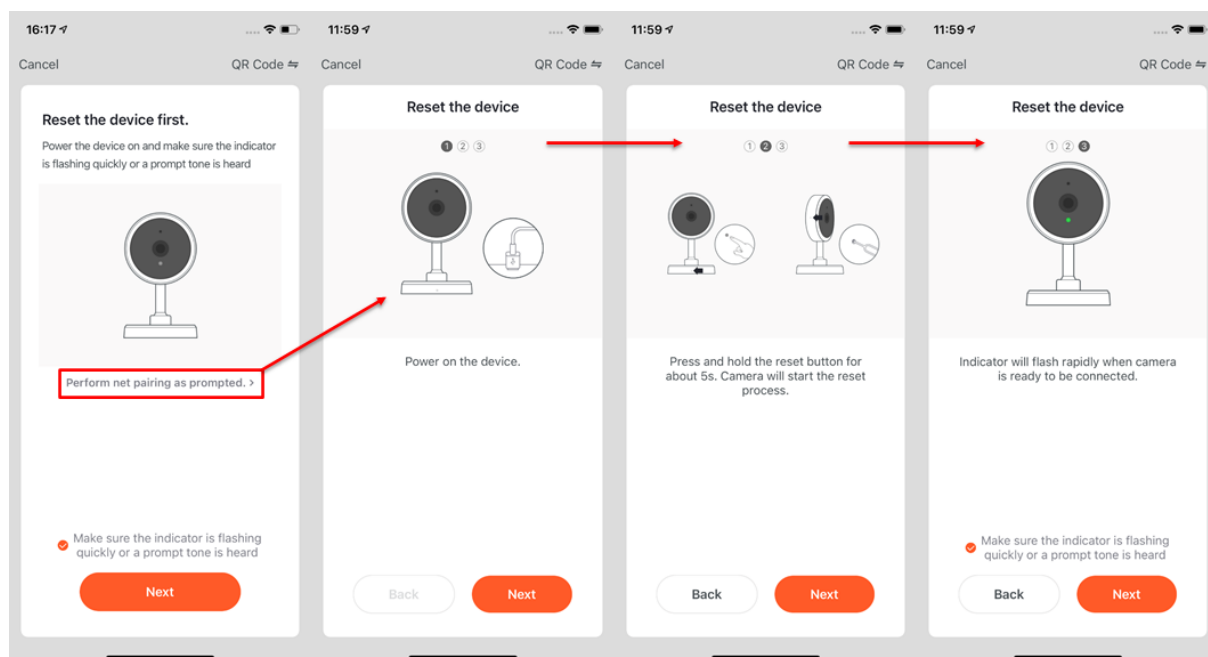 16:17
Cancel
QR Code
Reset the device first.
Power the device on and make sure the indicator
is flashing quickly or a prompt tone is heard
Perform net pairing as prompted. >
Make sure the indicator is flashing
quickly or a prompt tone is heard
Next
11:59
Cancel
QR Code
Reset the device
1 2 3
Power on the device.
Back
Next
11:59
Cancel
QR Code
Reset the device
1 2 3
Press and hold the reset button for
about 5s. Camera will start the reset
process.
Back
Next
11:59
Cancel
QR Code
Reset the device
1 2 3
Indicator will flash rapidly when camera
is ready to be connected.
Make sure the indicator is flashing
quickly or a prompt tone is heard
Back
Next